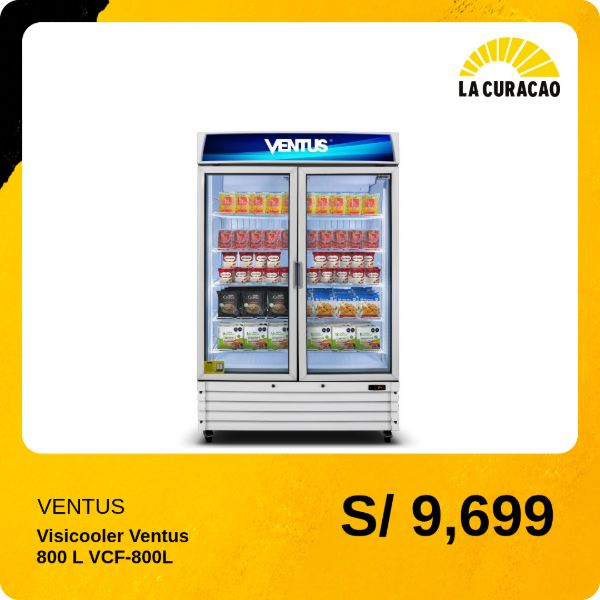 LA CURACAO
VENTUS
VENTUS
Visicooler Ventus
800 L VCF-800L
S/ 9,699